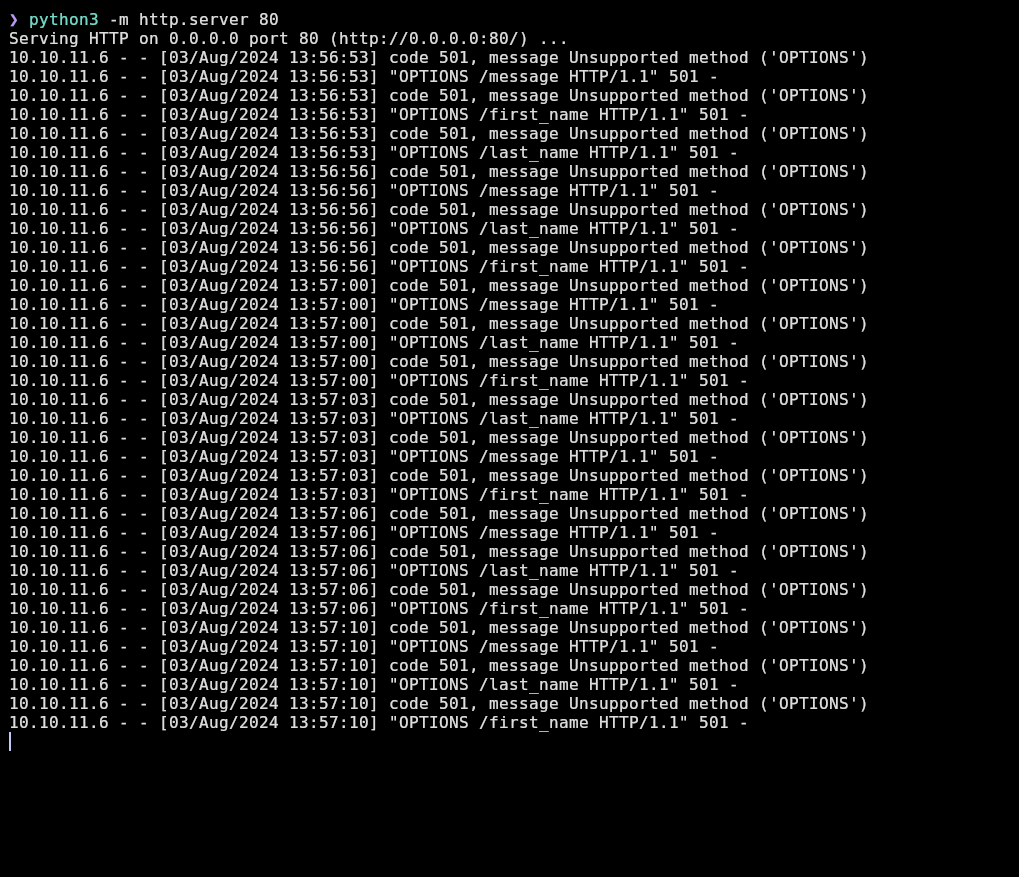 ❯ python3 -m http.server 80
Serving HTTP on 0.0.0.0 port 80 (http://0.0.0.0:80/) ...
10.10.11.6 - - [03/Aug/2024 13:56:53] code 501, message Unsupported method ('OPTIONS')
10.10.11.6 - - [03/Aug/2024 13:56:53] "OPTIONS /message HTTP/1.1" 501 -
10.10.11.6 - - [03/Aug/2024 13:56:53] code 501, message Unsupported method ('OPTIONS')
10.10.11.6 - - [03/Aug/2024 13:56:53] "OPTIONS /first_name HTTP/1.1" 501 -
10.10.11.6 - - [03/Aug/2024 13:56:53] code 501, message Unsupported method ('OPTIONS')
10.10.11.6 - - [03/Aug/2024 13:56:53] "OPTIONS /last_name HTTP/1.1" 501 -
10.10.11.6 - - [03/Aug/2024 13:56:56] code 501, message Unsupported method ('OPTIONS')
10.10.11.6 - - [03/Aug/2024 13:56:56] "OPTIONS /message HTTP/1.1" 501 -
10.10.11.6 - - [03/Aug/2024 13:56:56] code 501, message Unsupported method ('OPTIONS')
10.10.11.6 - - [03/Aug/2024 13:56:56] "OPTIONS /last_name HTTP/1.1" 501 -
10.10.11.6 - - [03/Aug/2024 13:56:56] code 501, message Unsupported method ('OPTIONS')
10.10.11.6 - - [03/Aug/2024 13:56:56] "OPTIONS /first_name HTTP/1.1" 501 -
10.10.11.6 - - [03/Aug/2024 13:57:00] code 501, message Unsupported method ('OPTIONS')
10.10.11.6 - - [03/Aug/2024 13:57:00] "OPTIONS /message HTTP/1.1" 501 -
10.10.11.6 - - [03/Aug/2024 13:57:00] code 501, message Unsupported method ('OPTIONS')
10.10.11.6 - - [03/Aug/2024 13:57:00] "OPTIONS /last_name HTTP/1.1" 501 -
10.10.11.6 - - [03/Aug/2024 13:57:00] code 501, message Unsupported method ('OPTIONS')
10.10.11.6 - - [03/Aug/2024 13:57:00] "OPTIONS /first_name HTTP/1.1" 501 -
10.10.11.6 - - [03/Aug/2024 13:57:03] code 501, message Unsupported method ('OPTIONS')
10.10.11.6 - - [03/Aug/2024 13:57:03] "OPTIONS /last_name HTTP/1.1" 501 -
10.10.11.6 - - [03/Aug/2024 13:57:03] code 501, message Unsupported method ('OPTIONS')
10.10.11.6 - - [03/Aug/2024 13:57:03] "OPTIONS /message HTTP/1.1" 501 -
10.10.11.6 - - [03/Aug/2024 13:57:03] code 501, message Unsupported method ('OPTIONS')
10.10.11.6 - - [03/Aug/2024 13:57:03] "OPTIONS /first_name HTTP/1.1" 501 -
10.10.11.6 - - [03/Aug/2024 13:57:06] code 501, message Unsupported method ('OPTIONS')
10.10.11.6 - - [03/Aug/2024 13:57:06] "OPTIONS /message HTTP/1.1" 501 -
10.10.11.6 - - [03/Aug/2024 13:57:06] code 501, message Unsupported method ('OPTIONS')
10.10.11.6 - - [03/Aug/2024 13:57:06] "OPTIONS /last_name HTTP/1.1" 501 -
10.10.11.6 - - [03/Aug/2024 13:57:06] code 501, message Unsupported method ('OPTIONS')
10.10.11.6 - - [03/Aug/2024 13:57:06] "OPTIONS /first_name HTTP/1.1" 501 -
10.10.11.6 - - [03/Aug/2024 13:57:10] code 501, message Unsupported method ('OPTIONS')
10.10.11.6 - - [03/Aug/2024 13:57:10] "OPTIONS /message HTTP/1.1" 501 -
10.10.11.6 - - [03/Aug/2024 13:57:10] code 501, message Unsupported method ('OPTIONS')
10.10.11.6 - - [03/Aug/2024 13:57:10] "OPTIONS /last_name HTTP/1.1" 501 -
10.10.11.6 - - [03/Aug/2024 13:57:10] code 501, message Unsupported method ('OPTIONS')
10.10.11.6 - - [03/Aug/2024 13:57:10] "OPTIONS /first_name HTTP/1.1" 501 -